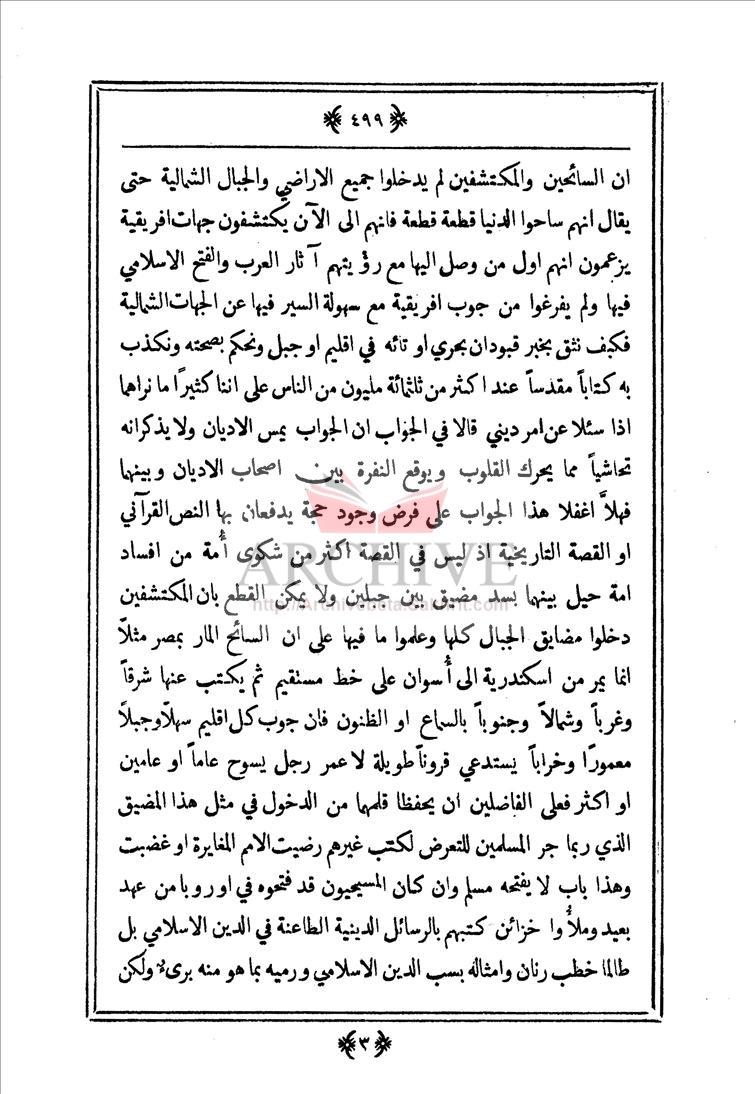 ٤٩٩
ان السائحين والمكتشفين لم يدخلوا جميع الاراضي والجبال الشمالية حتى
يقال انهم ساحوا الدنيا قطعة قطعة فانهم الى الآن يكتشفون جهات افريقية
يزعمون انهم اول من وصل اليها مع رؤيتهم آثار العرب والفتح الاسلامي
فيها ولم يفرغوا من جوب افريقية مع سهولة السير فيها عن الجهات الشمالية
فكيف نثق بخبر قبودان بحري او تائه في اقليم او جبل ونحكم بصحته ونكذب
به كتاباً مقدساً عند اكثر من ثلثمائة مليون من الناس على اننا كثيرًا ما نراهما
اذا سئلا عن امر ديني قالا في الجواب ان الجواب يمس الاديان ولا يذكرانه
تحاشياً مما يحرك القلوب ويوقع النفرة بين اصحاب الاديان وبينهما
فهلاَّ اغفلا هذا الجواب على فرض وجود حجة يدفعان بها النص القرآني
او القصة التاريخية اذ ليس في القصة اكثر من شكوى أُمة من افساد
امة حيل بينها بسد مضيق بين جبلين ولا يمكن القطع بان المكتشفين
دخلوا مضايق الجبال كلها وعلموا ما فيها على ان السائح المار بمصر مثلاً
انما يمر من اسكندرية الى أُسوان على خط مستقيم ثم يكتب عنها شرقاً
وغرباً وشمالاً وجنوباً بالسماع او الظنون فان جوب كل اقليم سهلاً وجبلاً
معمورًا وخراباً يستدعي قروناً طويلة لا عمر رجل يسوح عاماً او عامين
او اكثر فعلى الفاضلين ان يحفظا قلمها من الدخول في مثل هذا المضيق
الذي ربما جر المسلمين للتعرض لكتب غيرهم رضيت الامم المغايرة او غضبت
وهذا باب لا يفتحه مسلم وان كان المسيحيون قد فتحوه في اوروبا من عهد
بعيد وملأُوا خزائن كتبهم بالرسائل الدينية الطاعنة في الدين الاسلامي بل
طالما خطب رنان وامثاله بسب الدين الاسلامي ورميه بما هو منه برىء ولكن
٣
ARCHIVE